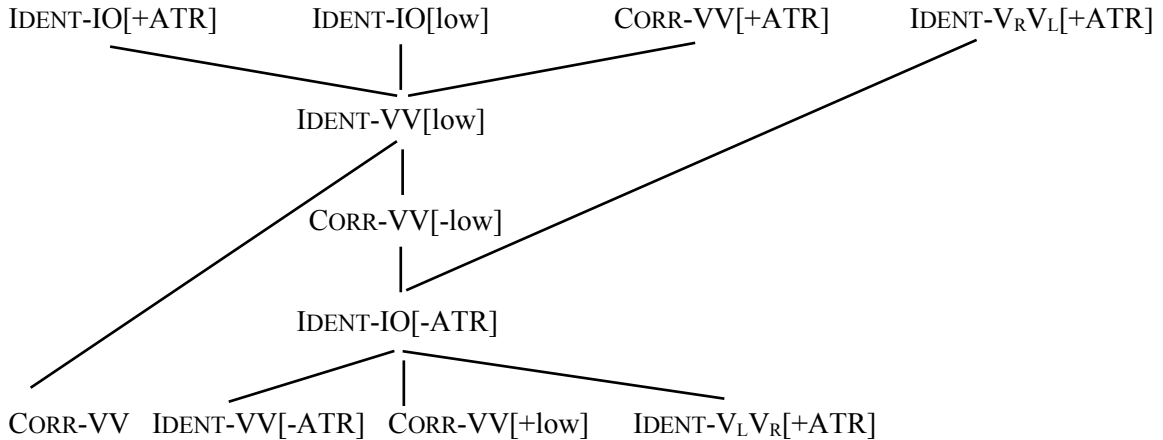 IDENT-IO[+ATR] IDENT-IO[low] CORR-VV[+ATR] IDENT-VRVL[+ATR]
IDENT-VV[low]
CORR-VV[-low]
IDENT-IO[-ATR]
CORR-VV IDENT-VV[-ATR] CORR-VV[+low] IDENT-VLVR[+ATR]